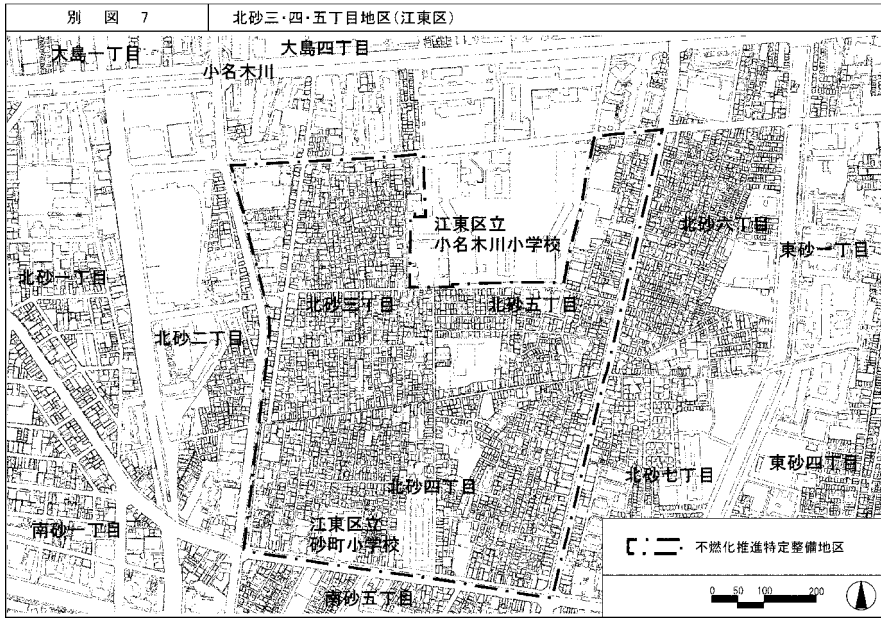 別 図 7
北砂三・四・五丁目地区(江東区)
大島一丁目
大島四丁目
小名木川
江東区立
小名木川小学校
北砂六丁目
東砂一丁目
北砂一丁目
北砂三丁目
北砂五丁目
北砂二丁目
北砂四丁目
北砂七丁目
東砂四丁目
南砂一丁目
江東区立
砂町小学校
南砂五丁目
不燃化推進特定整備地区
0 50 100 200